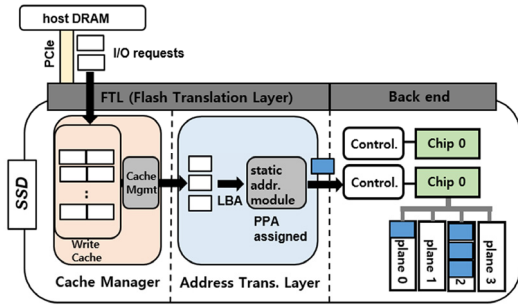 host DRAM
PCIe
I/O requests
FTL (Flash Translation Layer)
Back end
SSD
Cache
Mgmt
⋮
Write
Cache
Cache Manager
LBA
static
addr.
module
PPA
assigned
Address Trans. Layer
Control.
Chip 0
Control.
Chip 0
plane 0
plane 1
2
plane 3